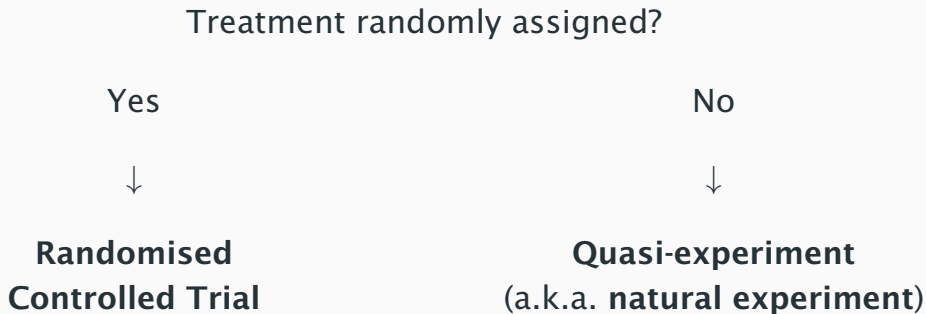 Treatment randomly assigned?
Yes
No
↓
↓
Randomised
Controlled Trial
Quasi-experiment
(a.k.a. natural experiment)